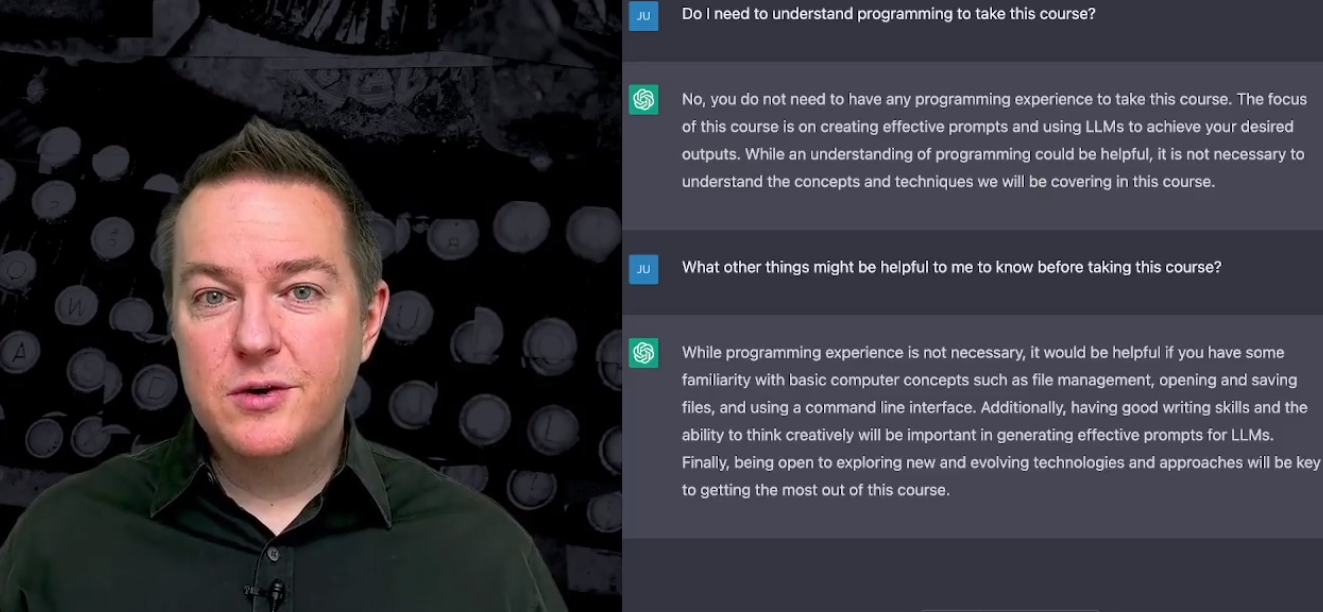 JU
Do I need to understand programming to take this course?
No, you do not need to have any programming experience to take this course. The focus
of this course is on creating effective prompts and using LLMs to achieve your desired
outputs. While an understanding of programming could be helpful, it is not necessary to
understand the concepts and techniques we will be covering in this course.
JU
What other things might be helpful to me to know before taking this course?
While programming experience is not necessary, it would be helpful if you have some
familiarity with basic computer concepts such as file management, opening and saving
files, and using a command line interface. Additionally, having good writing skills and the
ability to think creatively will be important in generating effective prompts for LLMs.
Finally, being open to exploring new and evolving technologies and approaches will be key
to getting the most out of this course.
W
U
A
D